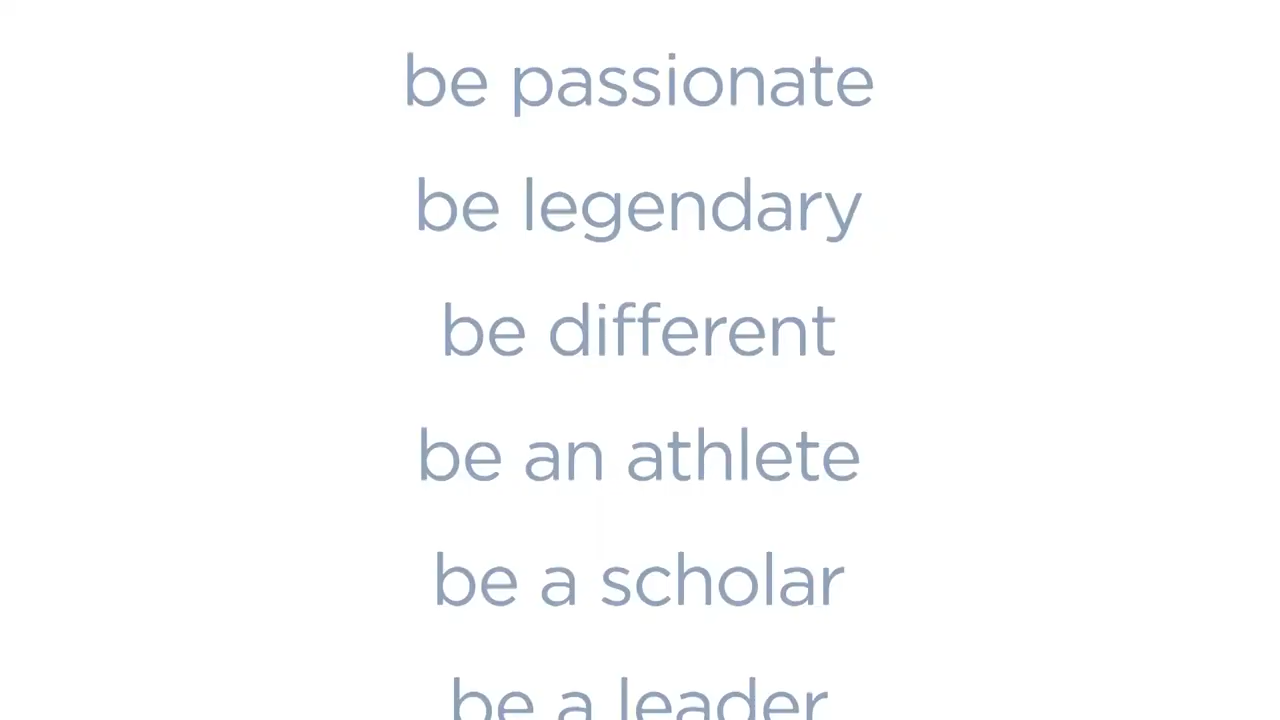 be passionate
be legendary
be different
be an athlete
be a scholar
be a leader